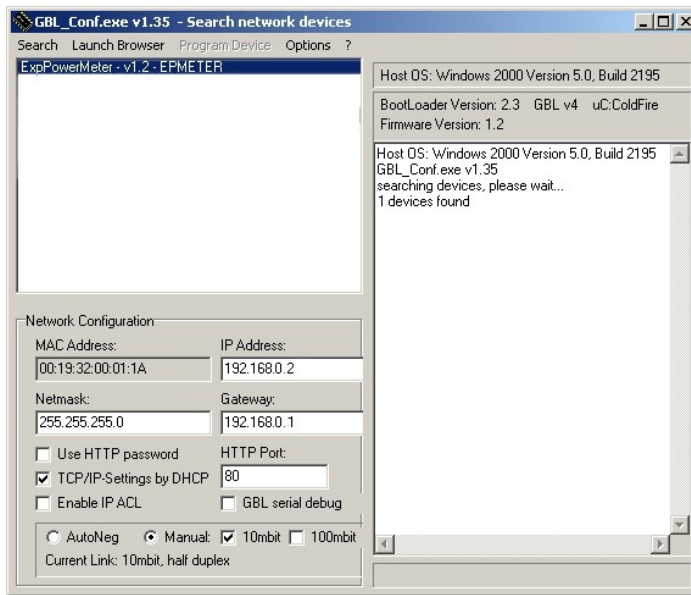 GBL_Conf.exe v1.35 - Search network devices
Search Launch Browser Program Device Options ?
ExpPowerMeter - v1.2 - EPMETER
Host OS: Windows 2000 Version 5.0, Build 2195
BootLoader Version: 2.3 GBL v4 uC:ColdFire
Firmware Version: 1.2
Host OS: Windows 2000 Version 5.0, Build 2195
GBL_Conf.exe v1.35
searching devices, please wait...
1 devices found
Network Configuration
MAC Address: IP Address:
00:19:32:00:01:1A 192.168.0.2
Netmask: Gateway:
255.255.255.0 192.168.0.1
Use HTTP password HTTP Port:
TCP/IP-Settings by DHCP 80
Enable IP ACL GBL serial debug
AutoNeg Manual: 10mbit 100mbit
Current Link: 10mbit, half duplex